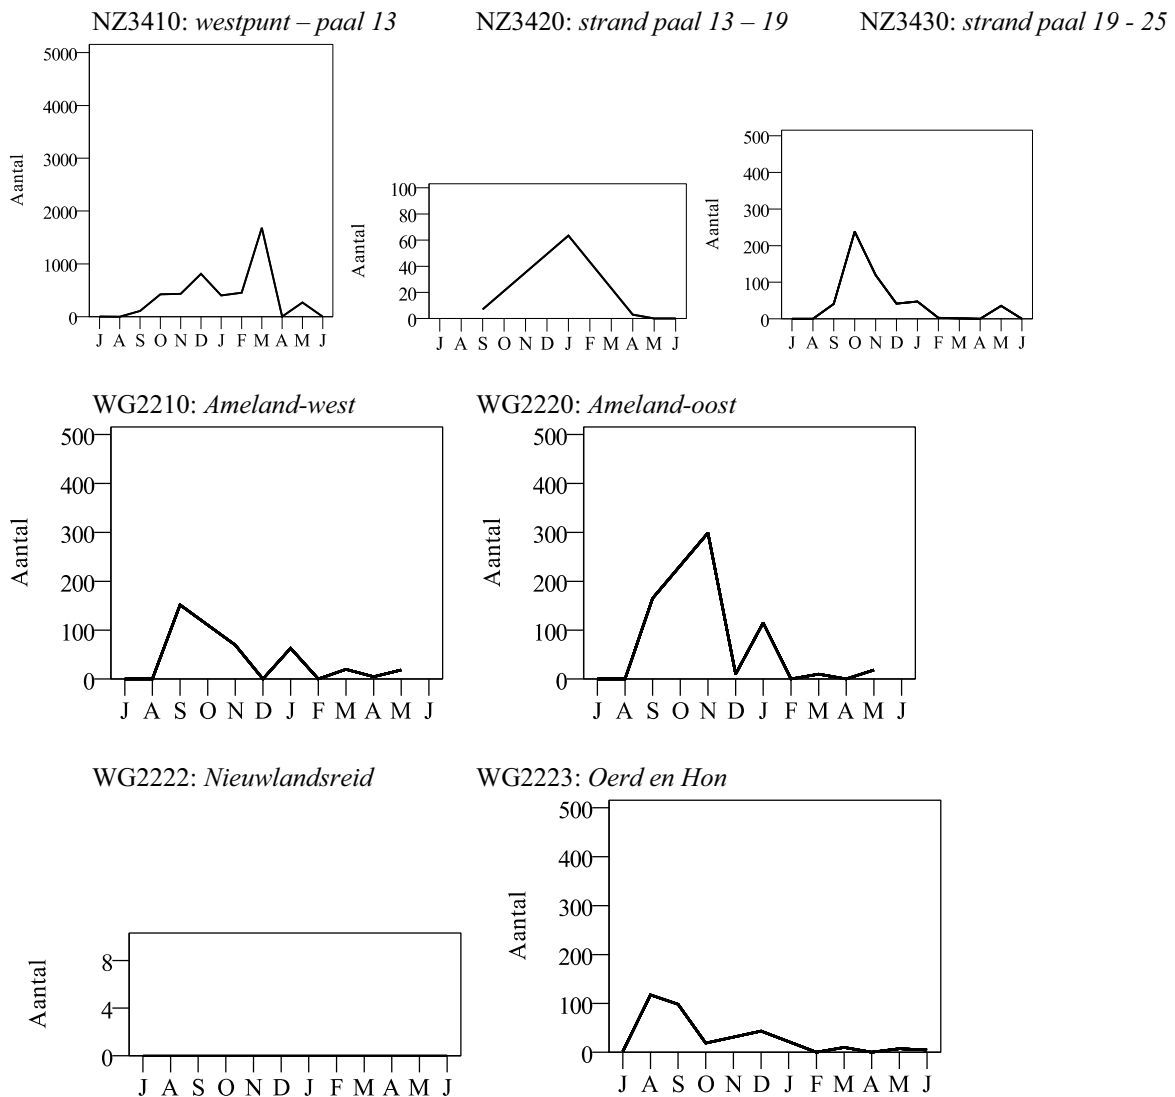 NZ3410: westpunt – paal 13 NZ3420: strand paal 13 – 19 NZ3430: strand paal 19 - 25
Aantal
5000
4000
3000
2000
1000
0
J A S O N D J F M A M J
Aantal
100
80
60
40
20
0
J A S O N D J F M A M J
Aantal
500
400
300
200
100
0
J A S O N D J F M A M J
WG2210: Ameland-west WG2220: Ameland-oost
Aantal
500
400
300
200
100
0
J A S O N D J F M A M J
Aantal
500
400
300
200
100
0
J A S O N D J F M A M J
WG2222: Nieuwlandsreid WG2223: Oerd en Hon
Aantal
8
4
0
J A S O N D J F M A M J
Aantal
500
400
300
200
100
0
J A S O N D J F M A M J